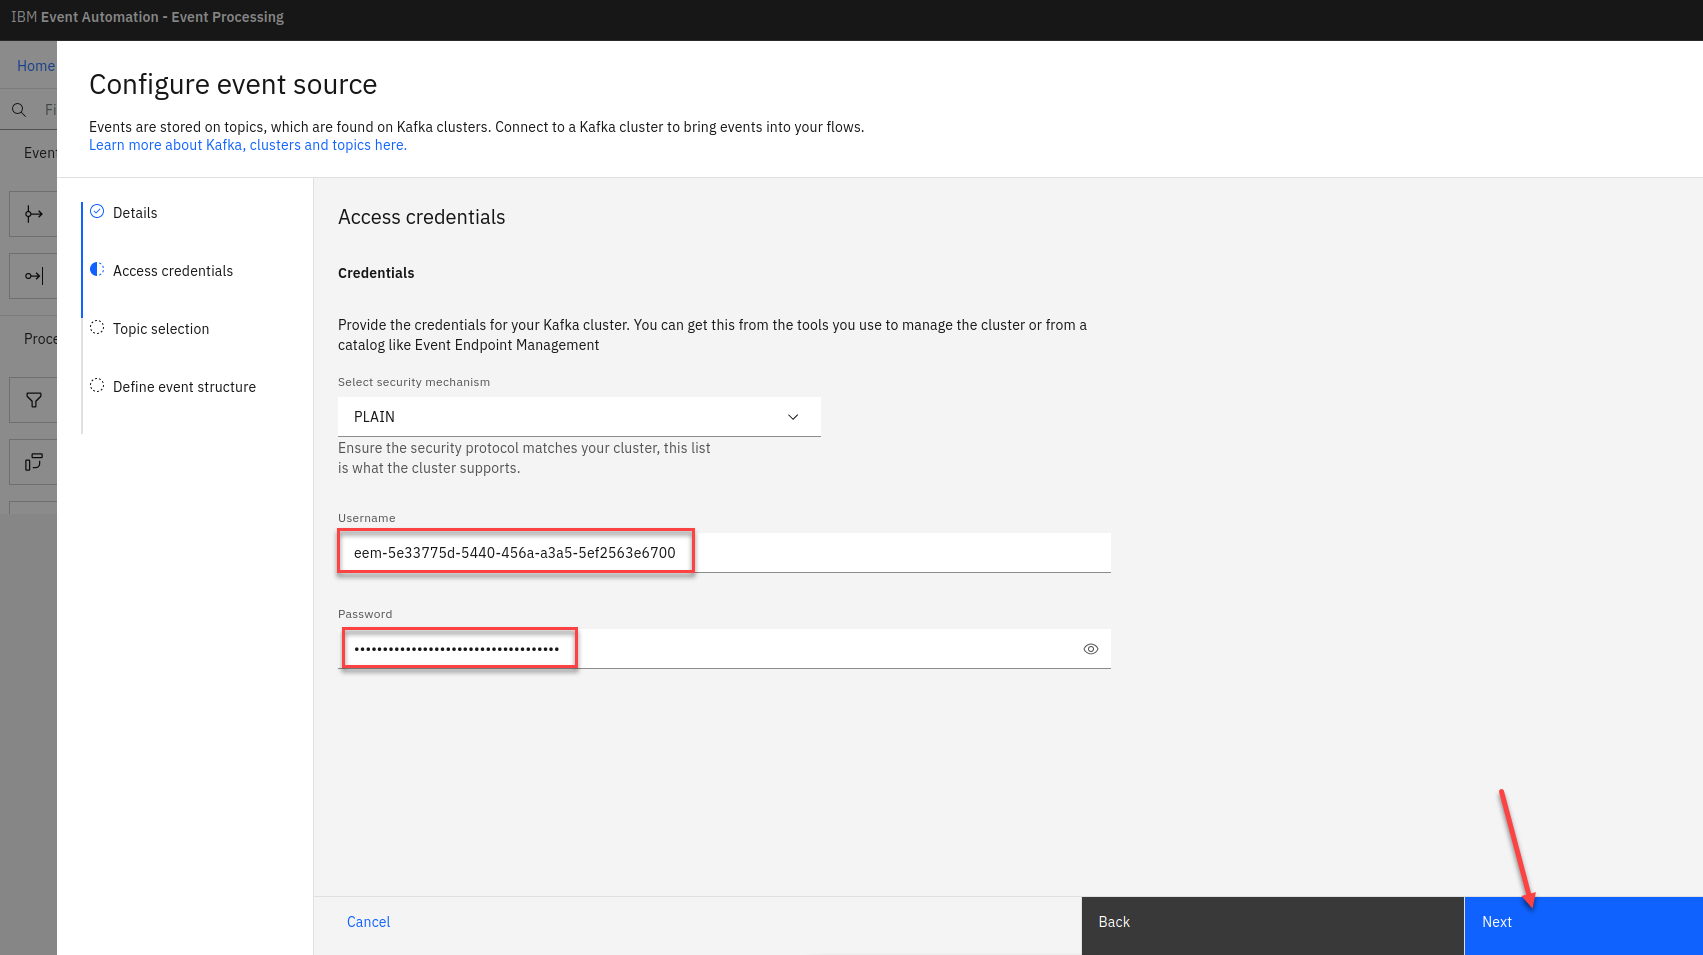 IBM Event Automation - Event Processing
Home
Configure event source
Events are stored on topics, which are found on Kafka clusters. Connect to a Kafka cluster to bring events into your flows.
Learn more about Kafka, clusters and topics here.
Fi
Event
Proce
Details
Access credentials
Topic selection
Define event structure
Access credentials
Credentials
Provide the credentials for your Kafka cluster. You can get this from the tools you use to manage the cluster or from a
catalog like Event Endpoint Management
Select security mechanism
PLAIN
Ensure the security protocol matches your cluster, this list
is what the cluster supports.
Username
eem-5e33775d-5440-456a-a3a5-5ef2563e6700
Password
••••••••••••••••••••••••••••••••••••
Cancel
Back
Next